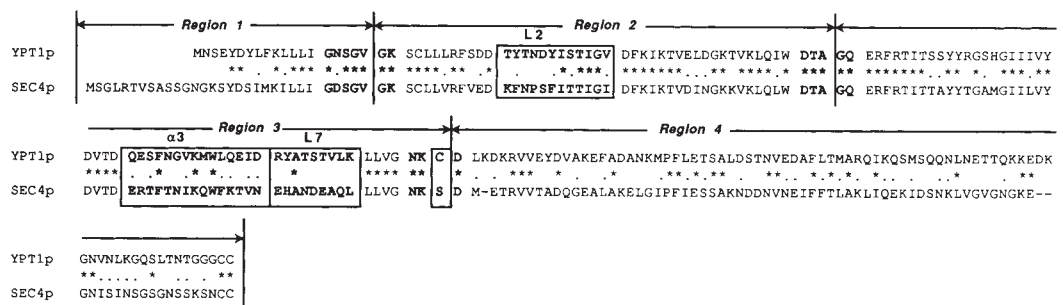 Region 1 Region 2
L2
YPT1p MNSEYDYLFKLLLI GNSGV GK SCLLLRFSDD TYTNDYISTIGV DFKIKTVELDGKTVKLQIW DTA GQ ERFRTITSSYYRGSHGIIIVY
SEC4p MSGLRTVSASSGNGKSYDSIMKILLI GDSGV GK SCLLVRFVED KFNPSFITTIGI DFKIKTVDINGKKVKLQLW DTA GQ ERFRTITTAYYTGAMGIILVY
Region 3 Region 4
α3 L7
YPT1p DVTD QESFNGVKMWLQEID RYATSTVLK LLVG NK C D LKDKRVVEYDVAKEFADANKMPFLETSALDSTNVEDAFLTMARQIKQSMSQQNLNETTQKKEDK
SEC4p DVTD ERTFTNIKQWFKTVN EHANDEAQL LLVG NK S D M-ETRVVTADQGEALAKELGIPFIESSAKNDDNVNEIFFTLAKLIQEKIDSNKLVGVGNGKE--
YPT1p GNVNLKGQSLTNTGGGCC
SEC4p GNISINSGSGNSSKSNCC